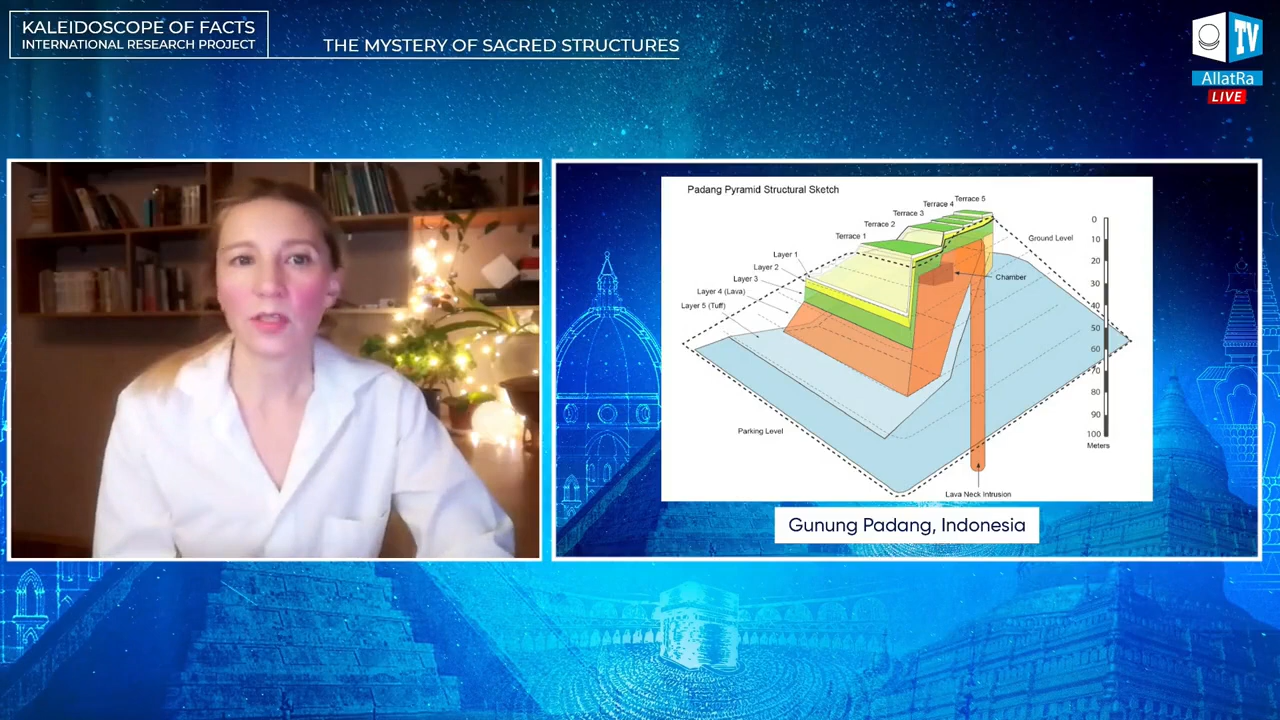 KALEIDOSCOPE OF FACTS
INTERNATIONAL RESEARCH PROJECT
THE MYSTERY OF SACRED STRUCTURES
TV
AllatRa
LIVE
Padang Pyramid Structural Sketch
Terrace 5
Terrace 4
Terrace 3
Terrace 2
Terrace 1
Layer 1
Layer 2
Layer 3
Layer 4 (Lava)
Layer 5 (Tuff)
Ground Level
Chamber
Parking Level
Lava Neck Intrusion
0
10
20
30
40
50
60
70
80
90
100
Meters
Gunung Padang, Indonesia